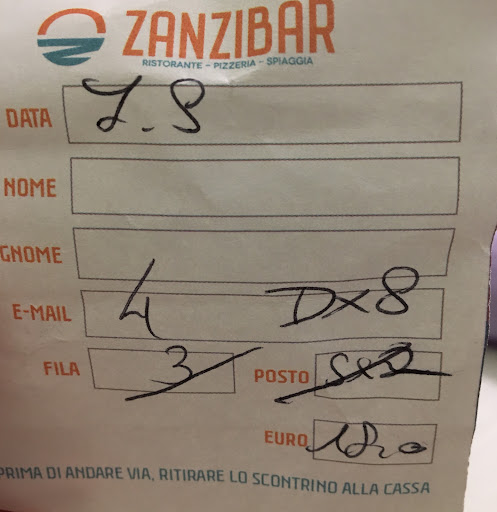 ZANZIBAR
RISTORANTE - PIZZERIA - SPIAGGIA
DATA 7-8
NOME
GNOME
E-MAIL 4 DX8
FILA 3 POSTO
EURO
PRIMA DI ANDARE VIA, RITIRARE LO SCONTRINO ALLA CASSA